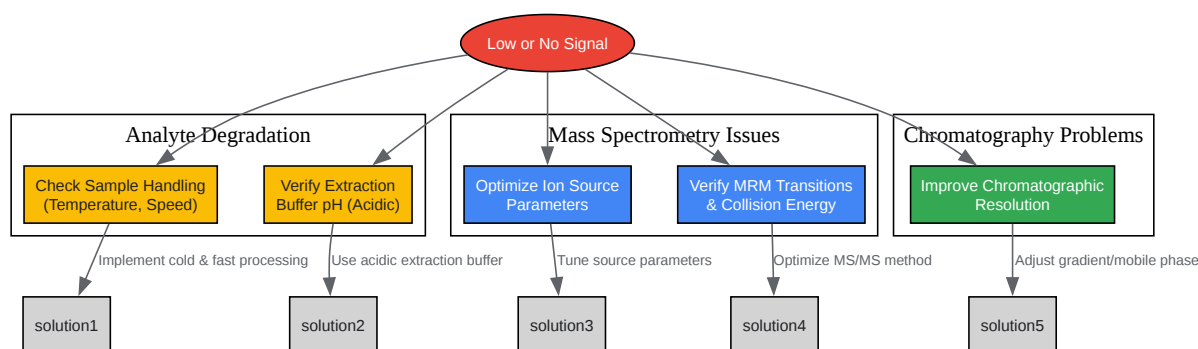 Low or No Signal
Analyte Degradation
Mass Spectrometry Issues
Chromatography Problems
Check Sample Handling
(Temperature, Speed)
Verify Extraction
Buffer pH (Acidic)
Optimize Ion Source
Parameters
Verify MRM Transitions
& Collision Energy
Improve Chromatographic
Resolution
Implement cold & fast processing
Use acidic extraction buffer
Tune source parameters
Optimize MS/MS method
Adjust gradient/mobile phase
solution1
solution2
solution3
solution4
solution5